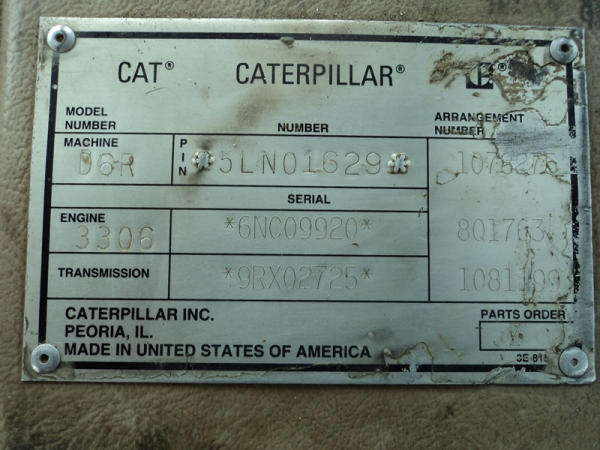 CAT® CATERPILLAR®
MODEL NUMBER NUMBER ARRANGEMENT NUMBER
MACHINE D6R PIN *5LN01629*
SERIAL
ENGINE 3306 *6NC09920*
TRANSMISSION *9RX02725*
CATERPILLAR INC. PARTS ORDER
PEORIA, IL.
MADE IN UNITED STATES OF AMERICA